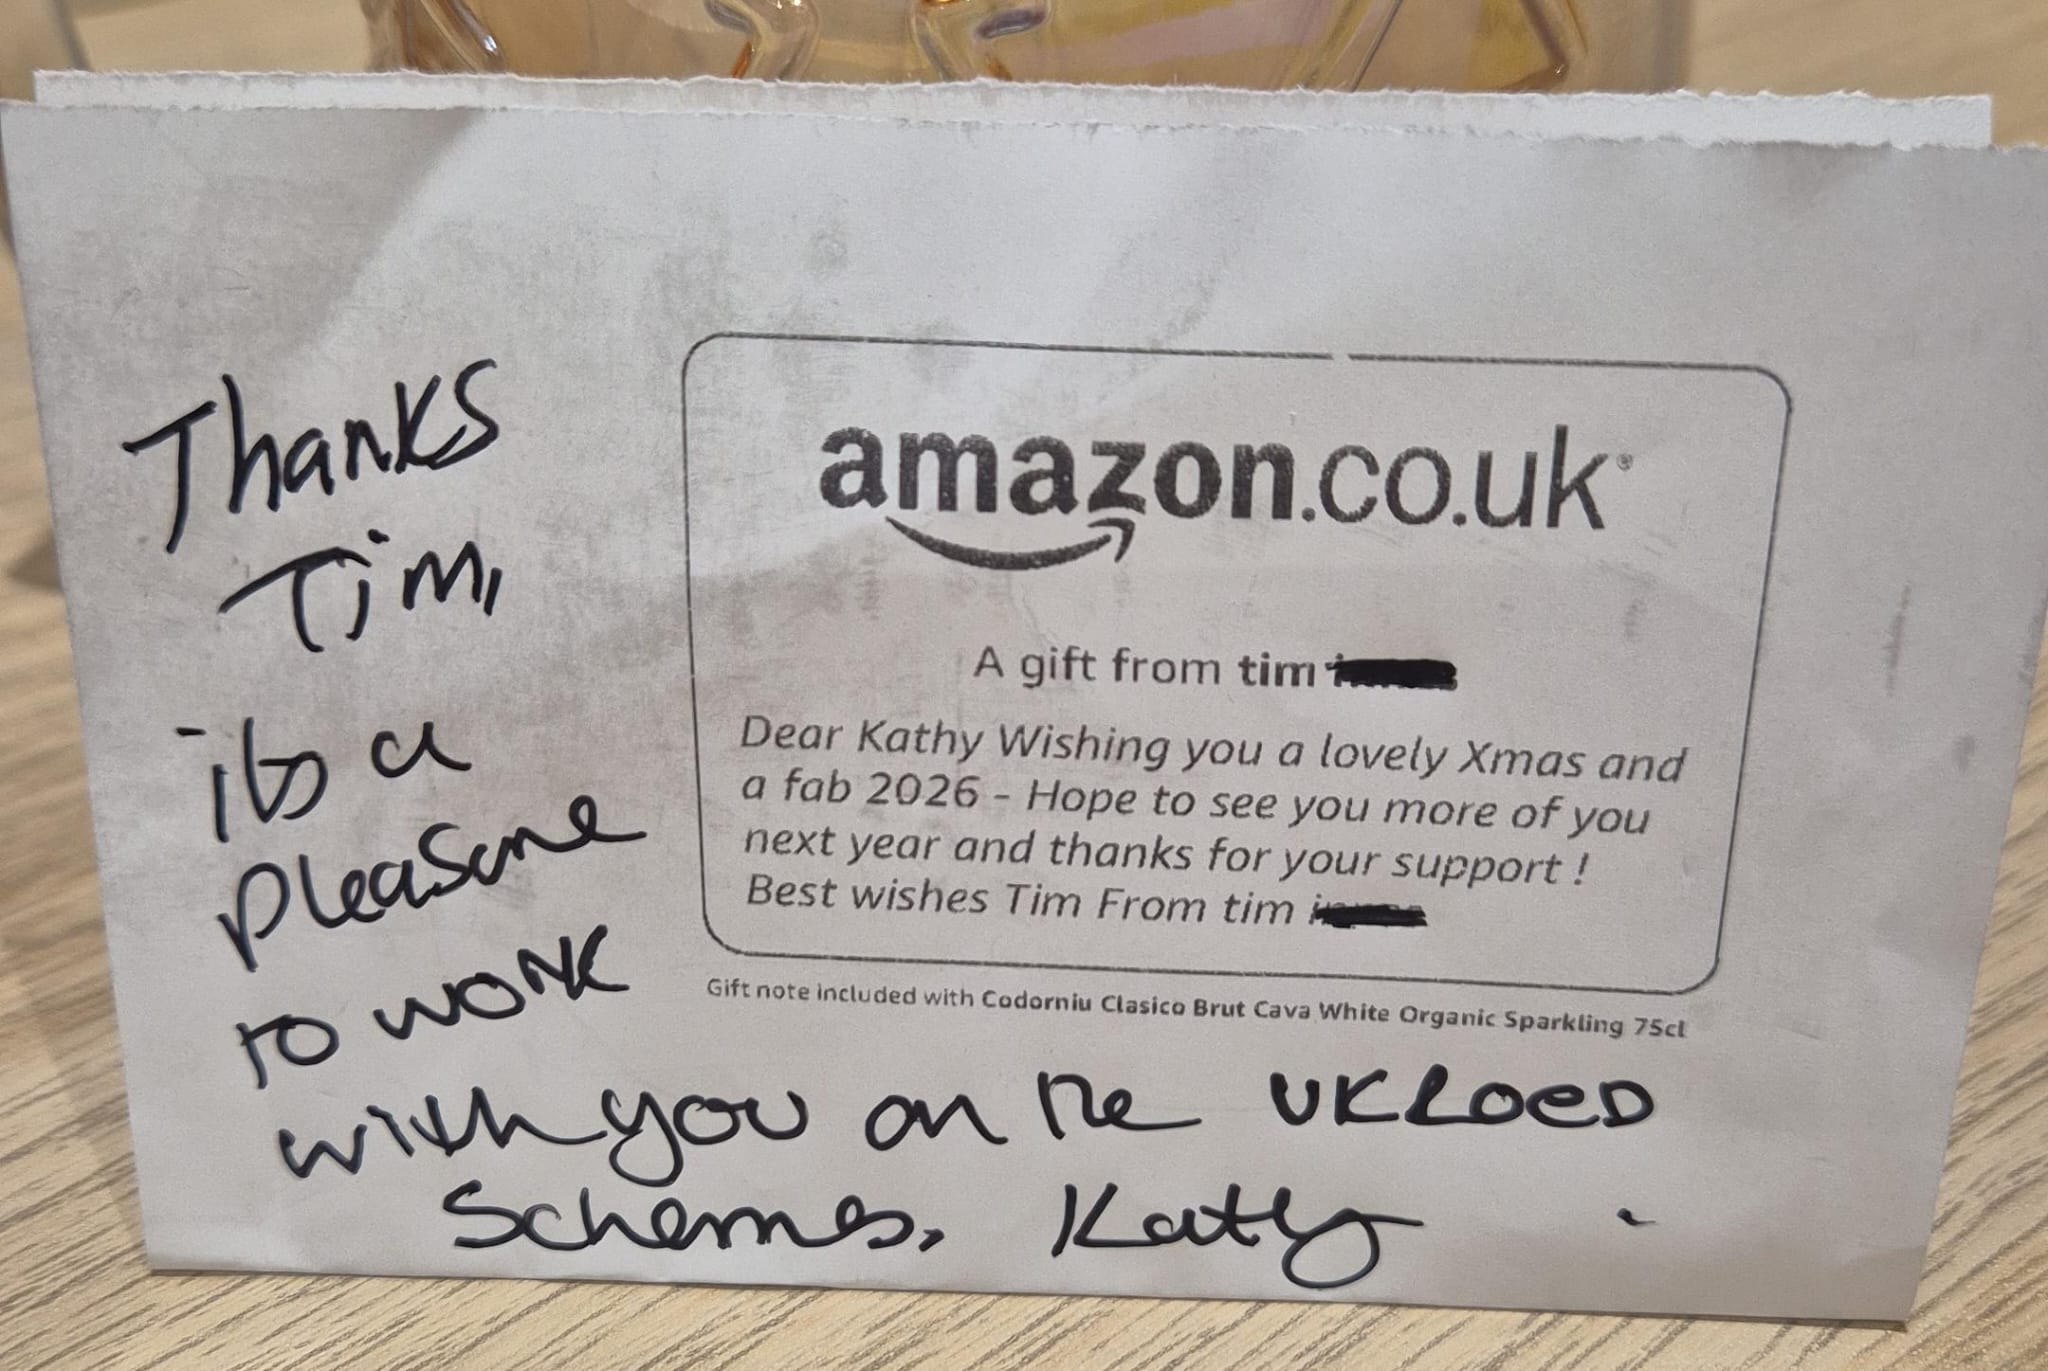 Thanks
Tim,
its a
pleasure
to work
with you on the UKLOED
Schemes. Kathy
amazon.co.uk
A gift from tim
Dear Kathy Wishing you a lovely Xmas and
a fab 2026 - Hope to see you more of you
next year and thanks for your support !
Best wishes Tim From tim
Gift note included with Codorniu Clasico Brut Cava White Organic Sparkling 75cl